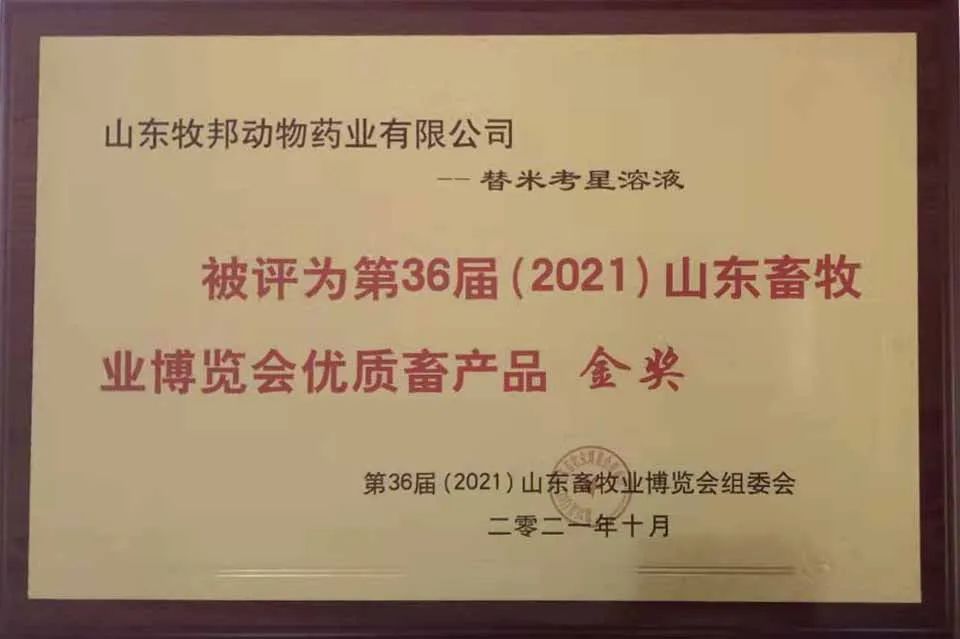 山东牧邦动物药业有限公司
--替米考星溶液
被评为第36届(2021)山东畜牧
业博览会优质畜产品 金奖
第36届(2021)山东畜牧业博览会组委会
二零二一年十月